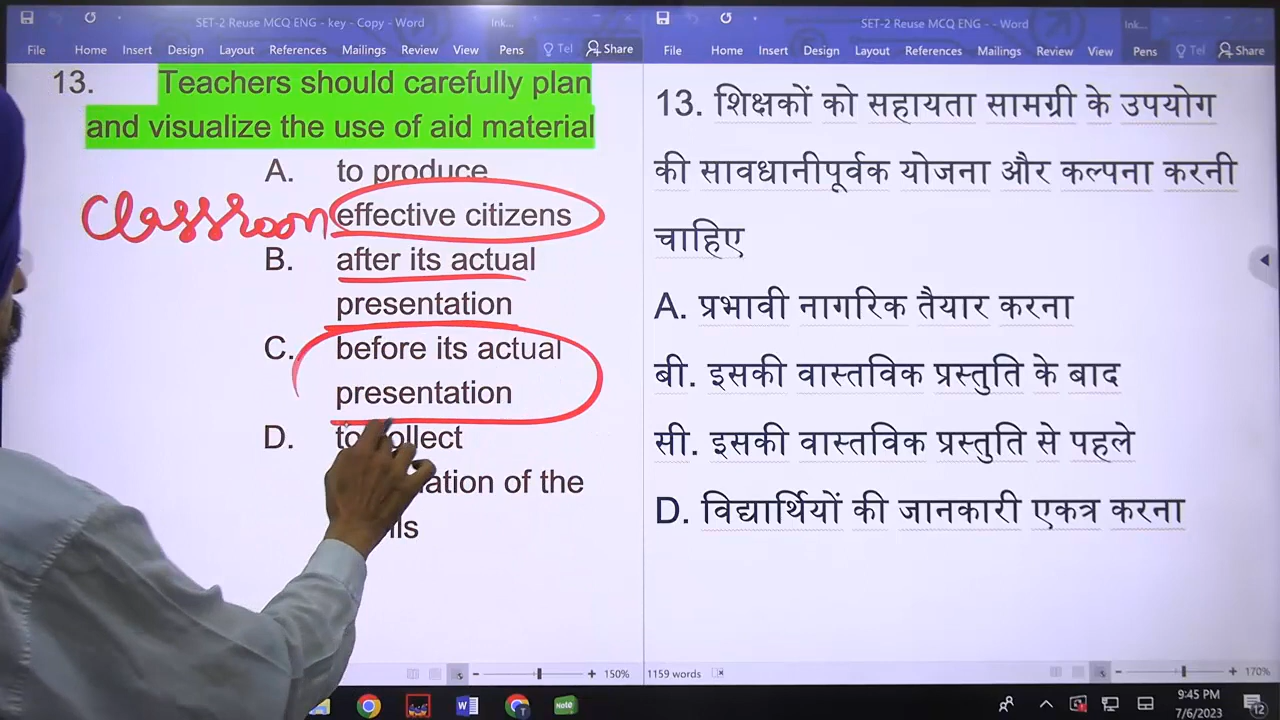 SET-2 Reuse MCQ ENG - key - Copy - Word
Ink...
File Home Insert Design Layout References Mailings Review View Pens Tel Share
13. Teachers should carefully plan
and visualize the use of aid material
A. to produce
Classroom effective citizens
B. after its actual
presentation
C. before its actual
presentation
D. to collect
of the
150%
SET-2 Reuse MCQ ENG - - Word
Ink...
File Home Insert Design Layout References Mailings Review View Pens Tel Share
13. शिक्षकों को सहायता सामग्री के उपयोग
की सावधानीपूर्वक योजना और कल्पना करनी
चाहिए
A. प्रभावी नागरिक तैयार करना
बी. इसकी वास्तविक प्रस्तुति के बाद
सी. इसकी वास्तविक प्रस्तुति से पहले
D. विद्यार्थियों की जानकारी एकत्र करना
1159 words
170%
9:45 PM
7/6/2023
12